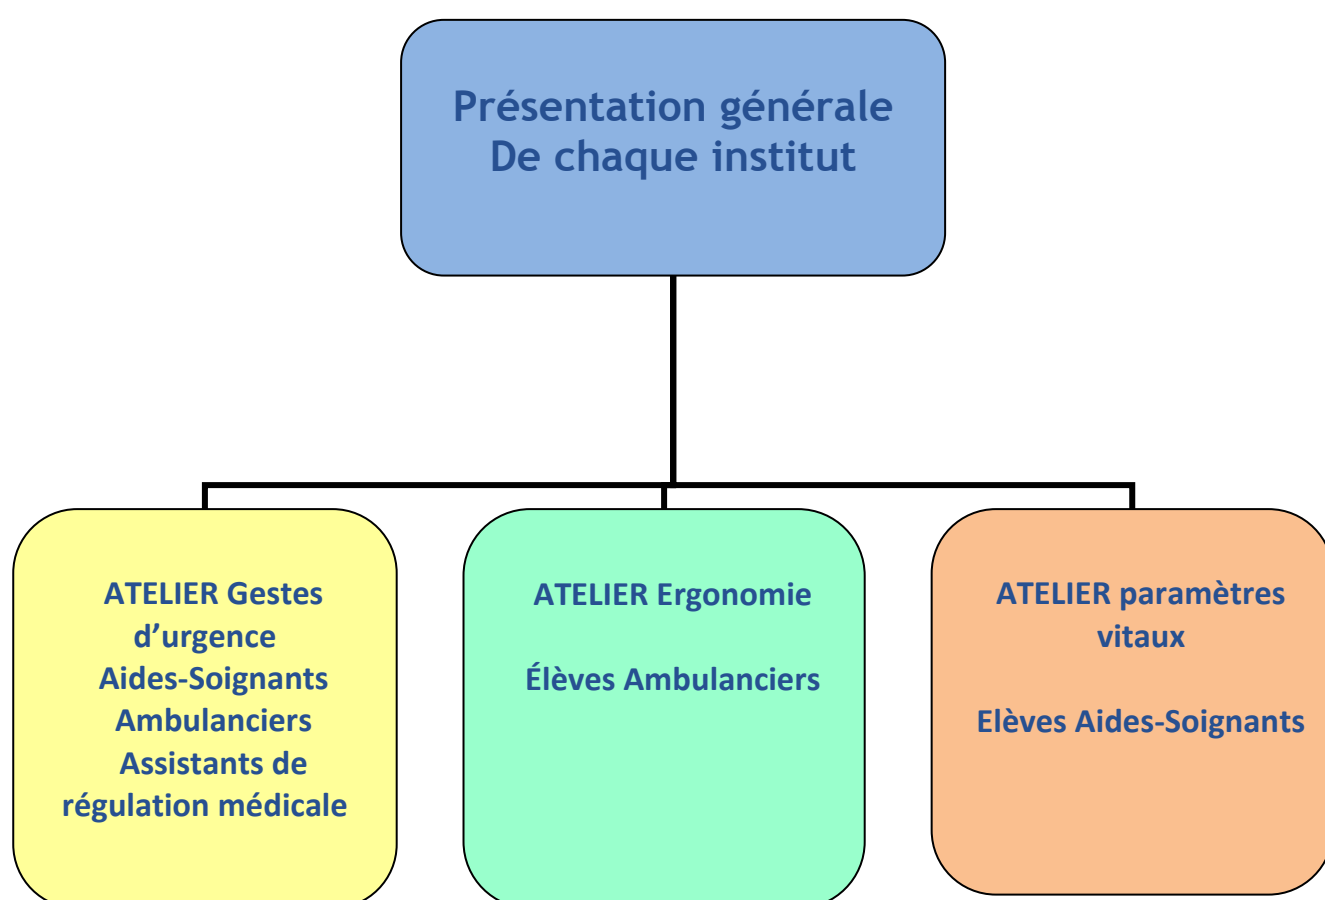 Présentation générale
De chaque institut
ATELIER Gestes
d’urgence
Aides-Soignants
Ambulanciers
Assistants de
régulation médicale
ATELIER Ergonomie
Élèves Ambulanciers
ATELIER paramètres
vitaux
Elèves Aides-Soignants